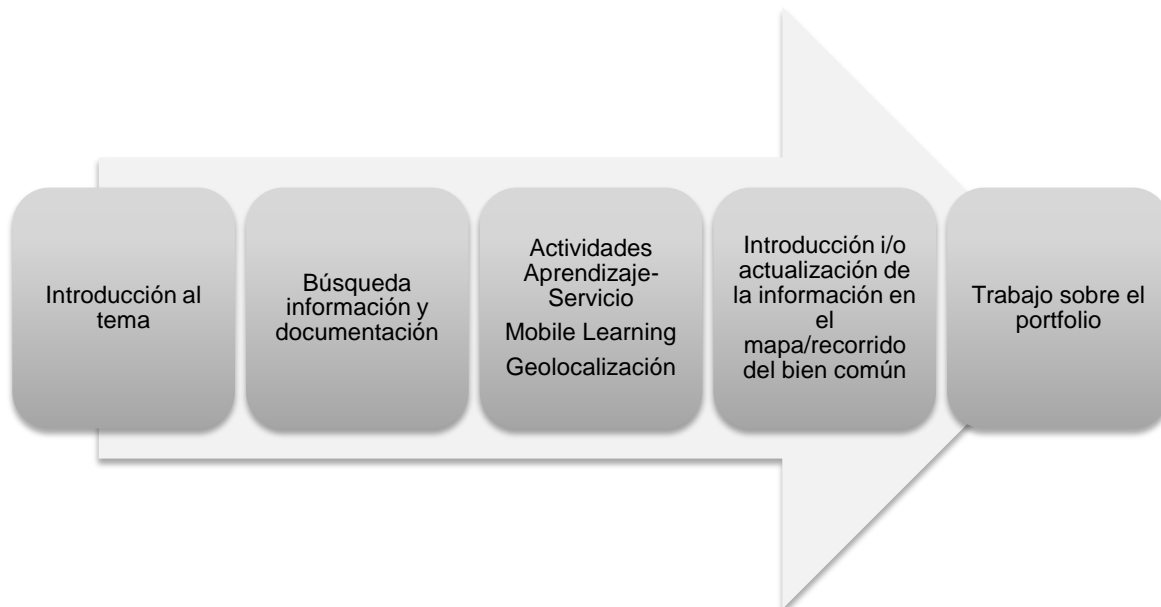 Introducción al
tema
Búsqueda
información y
documentación
Actividades
Aprendizaje-
Servicio
Mobile Learning
Geolocalización
Introducción i/o
actualización de
la información en
el
mapa/recorrido
del bien común
Trabajo sobre el
portfolio